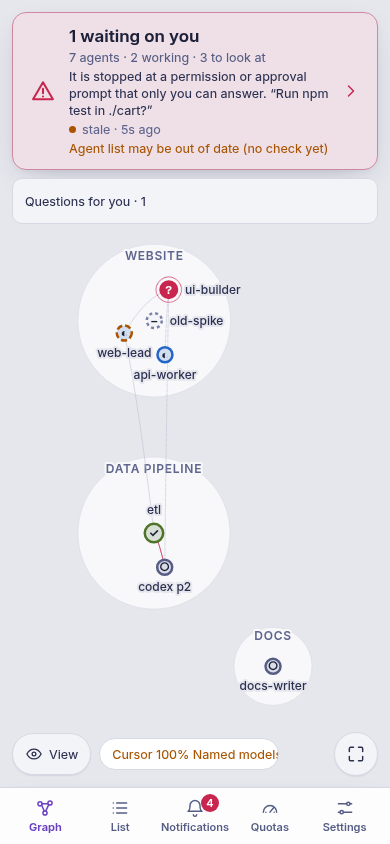 1 waiting on you
7 agents · 2 working · 3 to look at
It is stopped at a permission or approval
prompt that only you can answer. “Run npm
test in ./cart?”
stale · 5s ago
Agent list may be out of date (no check yet)
Questions for you · 1
WEBSITE
?
ui-builder
old-spike
web-lead
api-worker
DATA PIPELINE
etl
codex p2
DOCS
docs-writer
View
Cursor 100% Named models
4
Graph
List
Notifications
Quotas
Settings